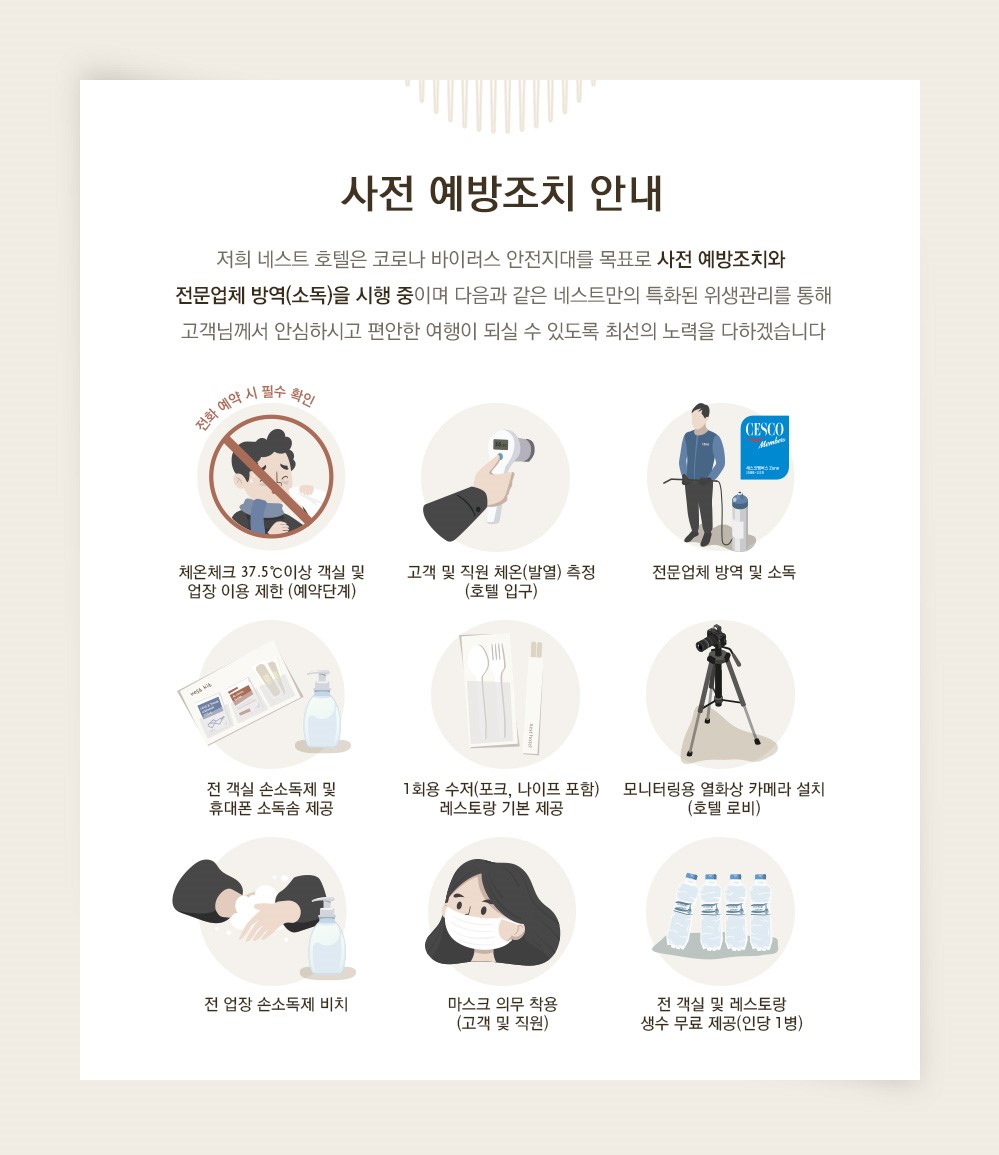 사전 예방조치 안내
저희 네스트 호텔은 코로나 바이러스 안전지대를 목표로 사전 예방조치와
전문업체 방역(소독)을 시행 중이며 다음과 같은 네스트만의 특화된 위생관리를 통해
고객님께서 안심하시고 편안한 여행이 되실 수 있도록 최선의 노력을 다하겠습니다
전화 예약 시 필수 확인
체온체크 37.5℃이상 객실 및
업장 이용 제한 (예약단계)
고객 및 직원 체온(발열) 측정
(호텔 입구)
CESCO
Members
세스코멤버스 Zone
전문업체 방역 및 소독
nest kit
전 객실 손소독제 및
휴대폰 소독솜 제공
1회용 수저(포크, 나이프 포함)
레스토랑 기본 제공
모니터링용 열화상 카메라 설치
(호텔 로비)
전 업장 손소독제 비치
마스크 의무 착용
(고객 및 직원)
전 객실 및 레스토랑
생수 무료 제공(인당 1병)